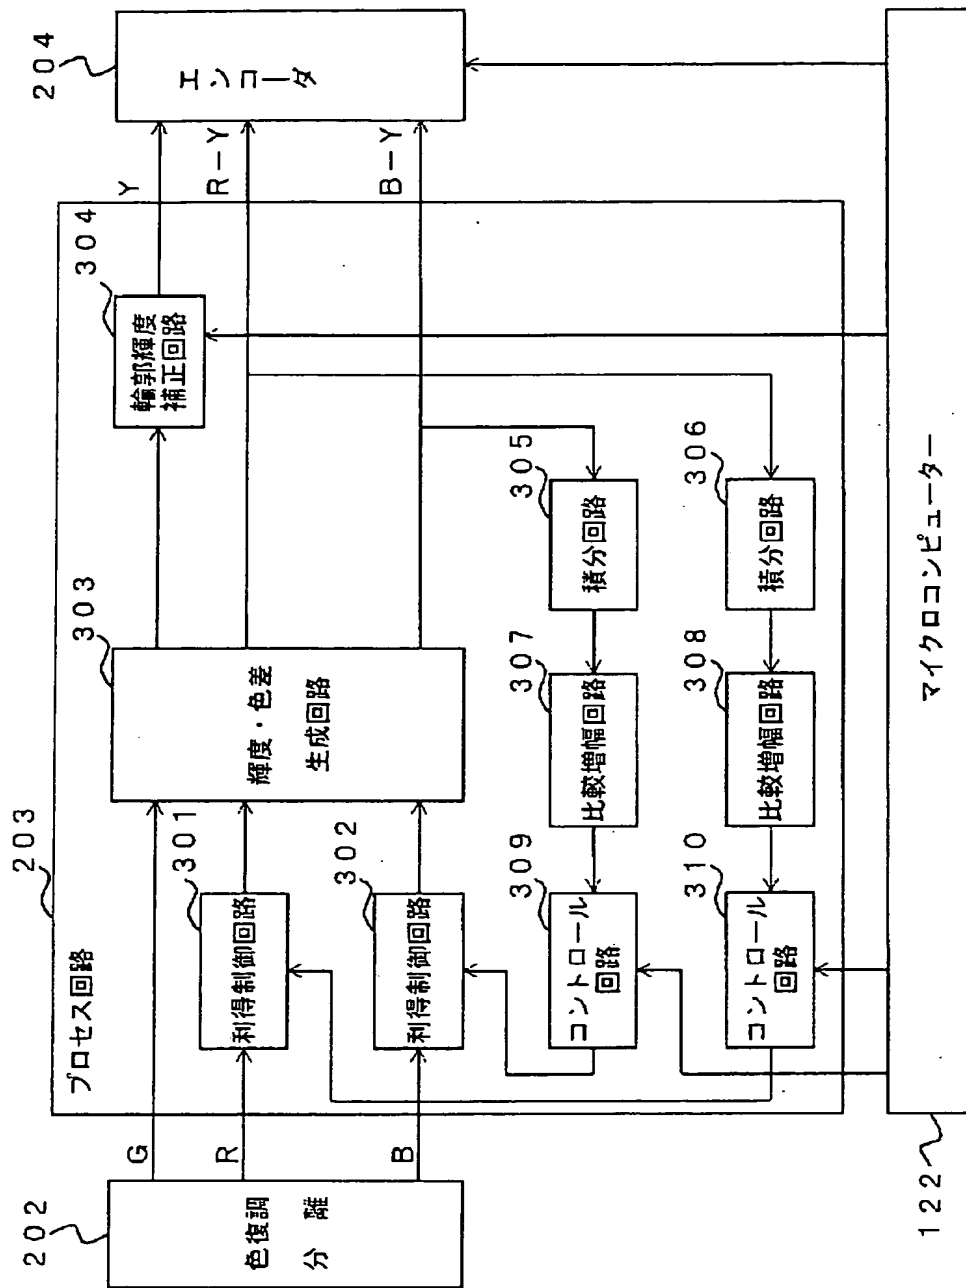 202
色復調
分離
G
R
B
203
プロセス回路
301
利得制御回路
302
利得制御回路
303
輝度・色差
生成回路
304
輪郭輝度
補正回路
305
積分回路
306
積分回路
307
比較増幅回路
308
比較増幅回路
309
コントロール
回路
310
コントロール
回路
Y
R-Y
B-Y
204
エンコーダ
122
マイクロコンピューター